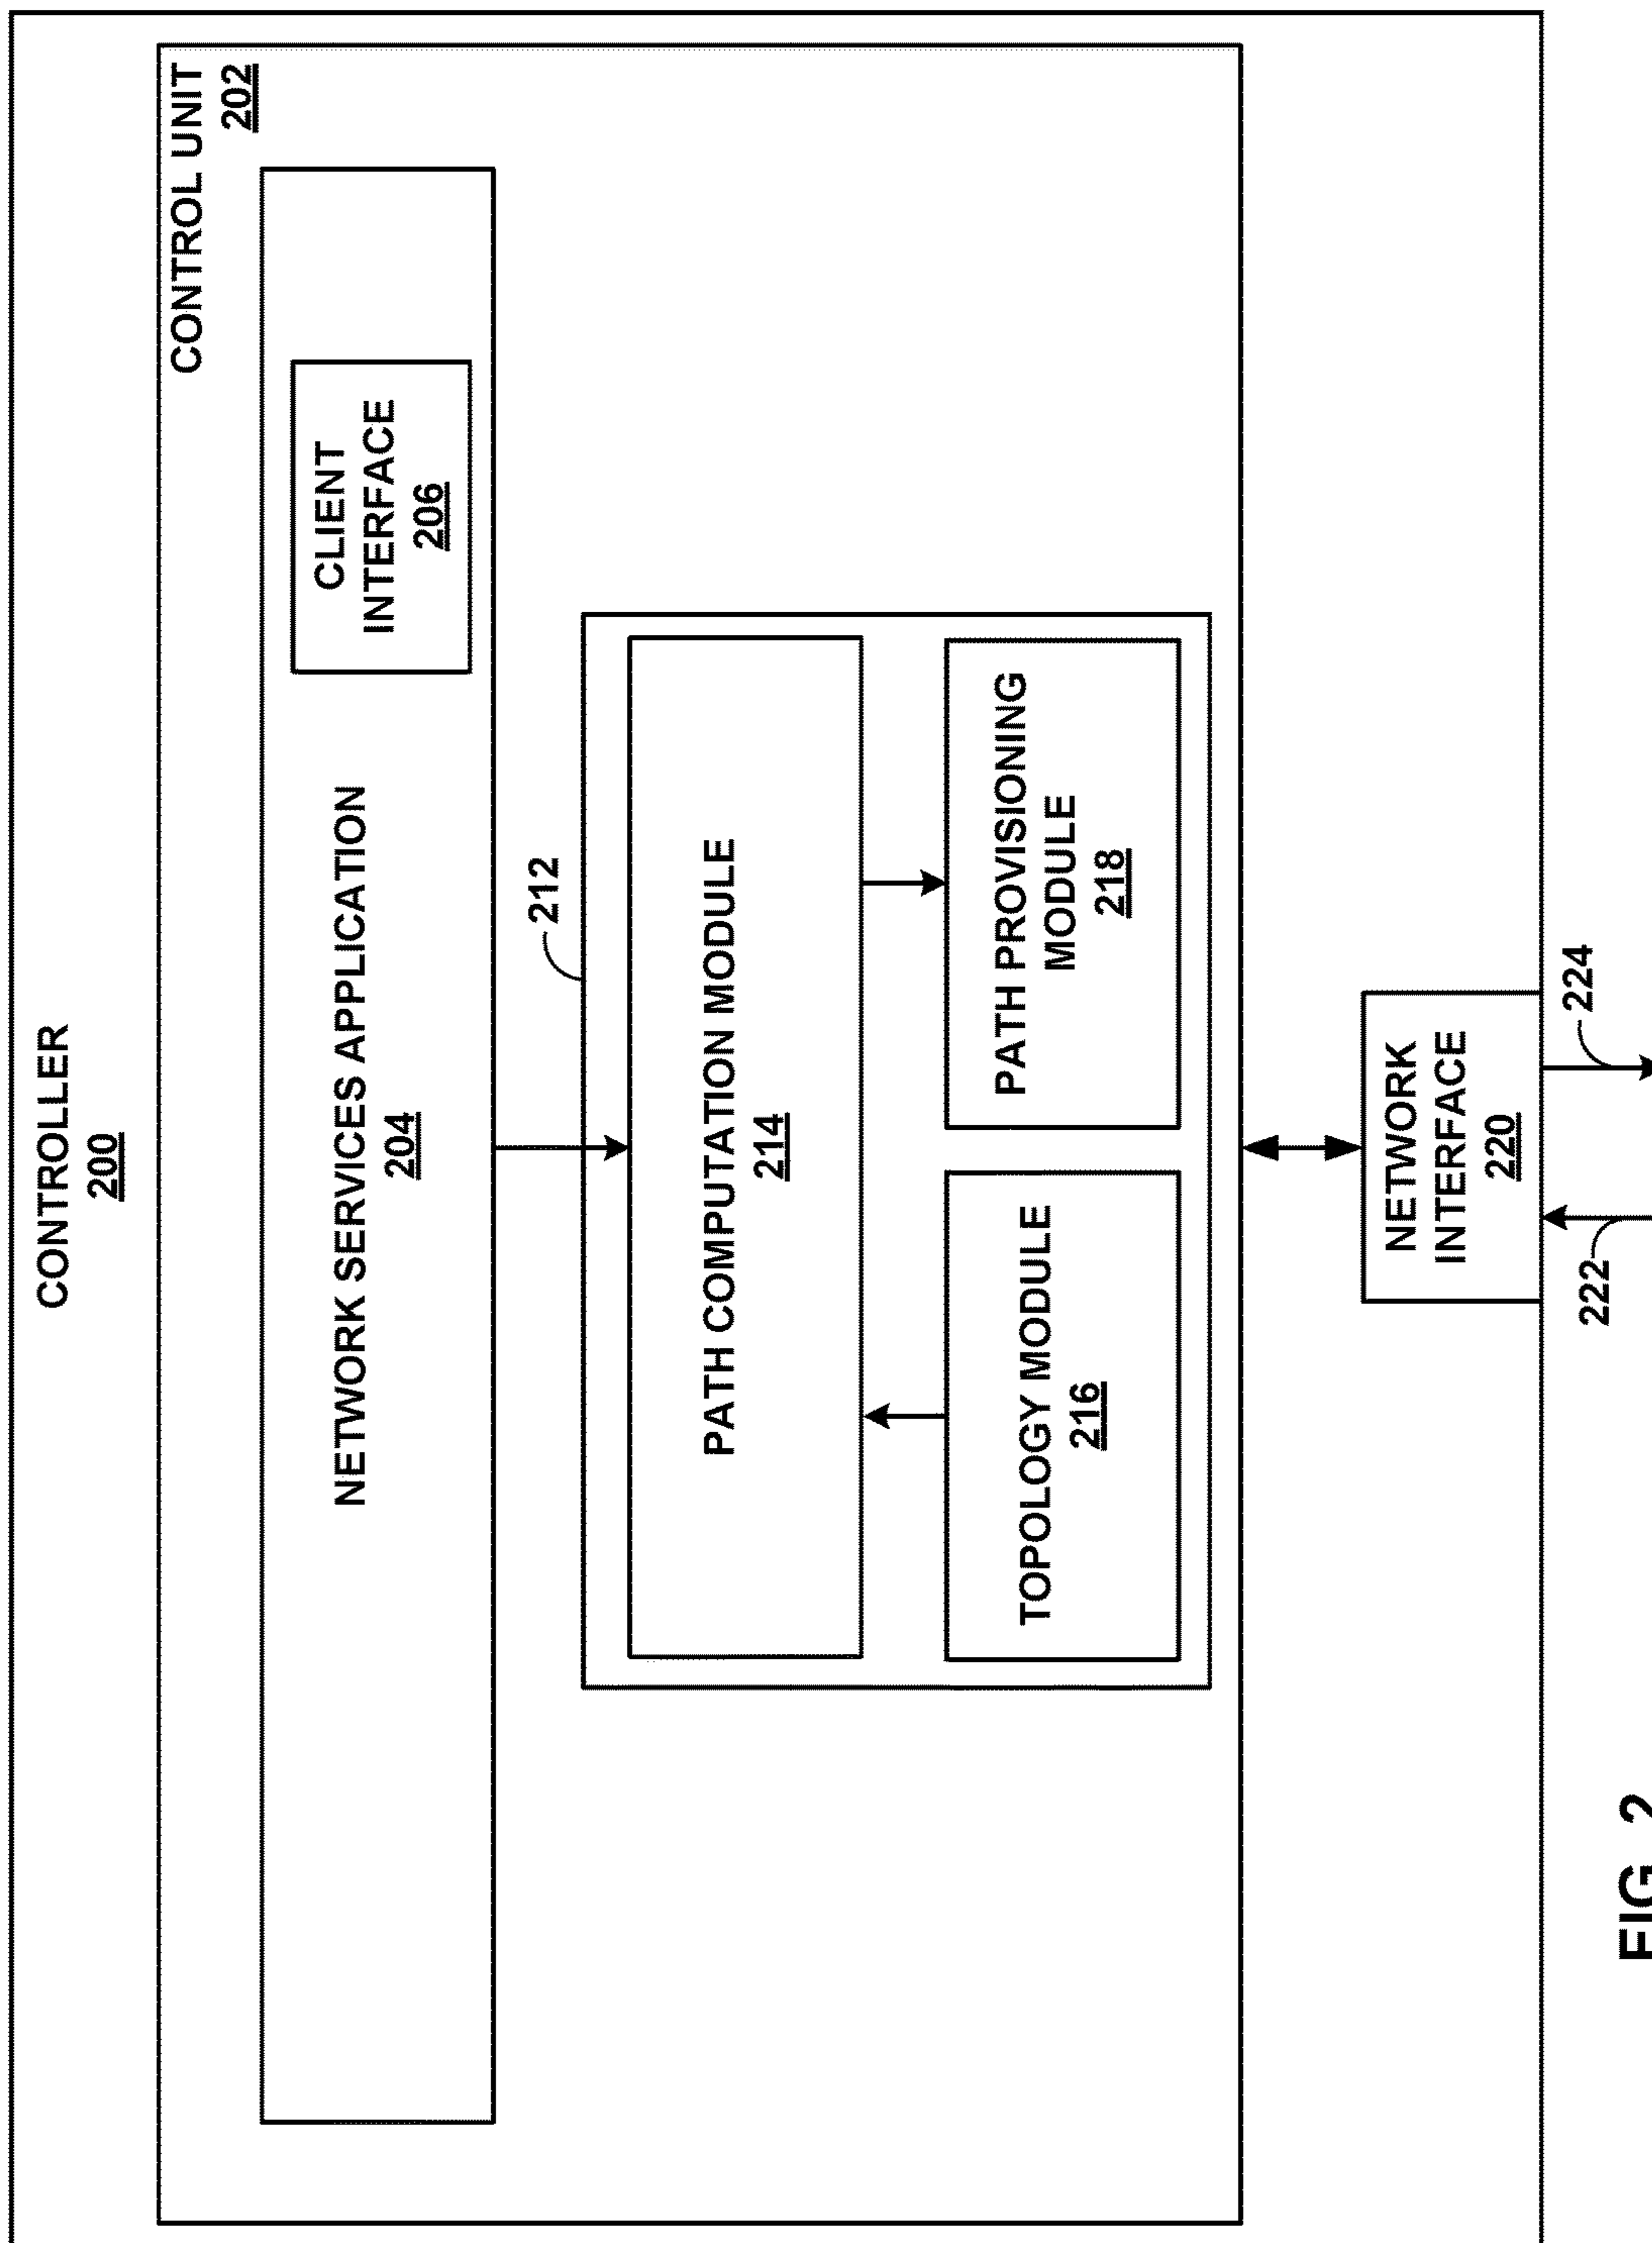 CONTROLLER
200
CONTROL UNIT
202
NETWORK SERVICES APPLICATION
204
CLIENT
INTERFACE
206
212
PATH COMPUTATION MODULE
214
TOPOLOGY MODULE
216
PATH PROVISIONING
MODULE
218
NETWORK
INTERFACE
220
222
224
FIG. 2